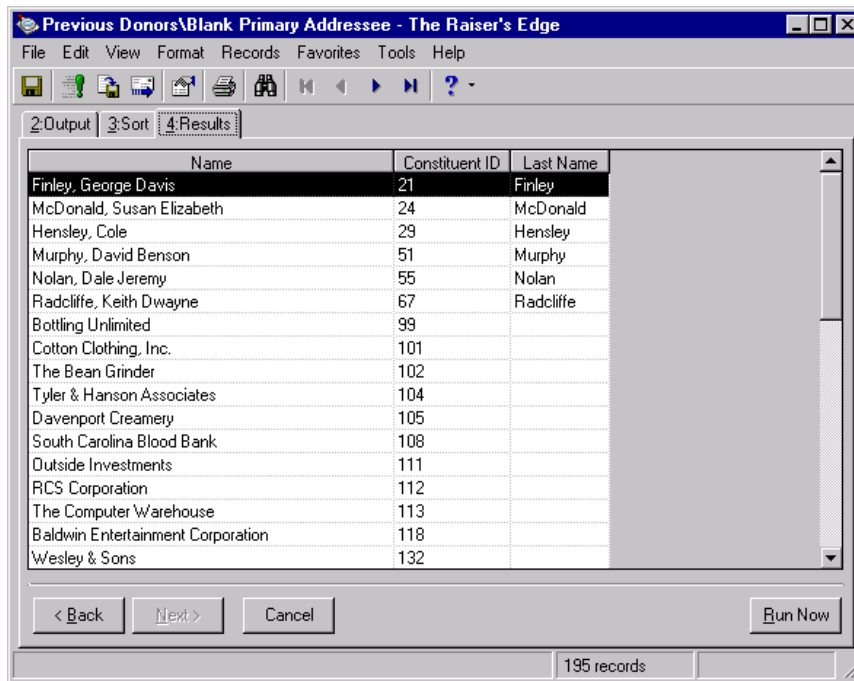 Previous Donors\Blank Primary Addressee - The Raiser's Edge
File Edit View Format Records Favorites Tools Help
2:Output 3:Sort 4:Results
Name Constituent ID Last Name
Finley, George Davis 21 Finley
McDonald, Susan Elizabeth 24 McDonald
Hensley, Cole 29 Hensley
Murphy, David Benson 51 Murphy
Nolan, Dale Jeremy 55 Nolan
Radcliffe, Keith Dwayne 67 Radcliffe
Bottling Unlimited 99
Cotton Clothing, Inc. 101
The Bean Grinder 102
Tyler & Hanson Associates 104
Davenport Creamery 105
South Carolina Blood Bank 108
Outside Investments 111
RCS Corporation 112
The Computer Warehouse 113
Baldwin Entertainment Corporation 118
Wesley & Sons 132
< Back Next > Cancel Run Now
195 records